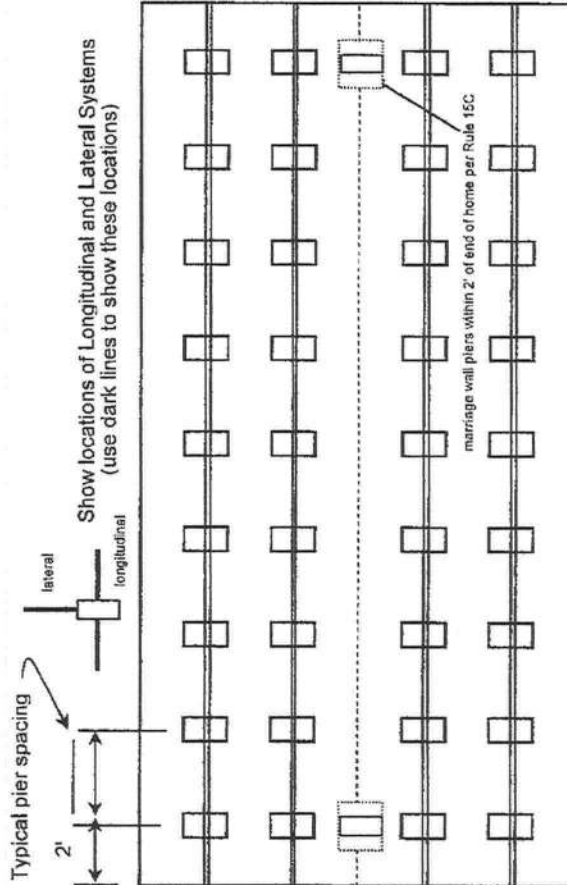 Typical pier spacing
2'
lateral
longitudinal
Show locations of Longitudinal and Lateral Systems
(use dark lines to show these locations)
marriage wall piers within 2' of end of home per Rule 15C